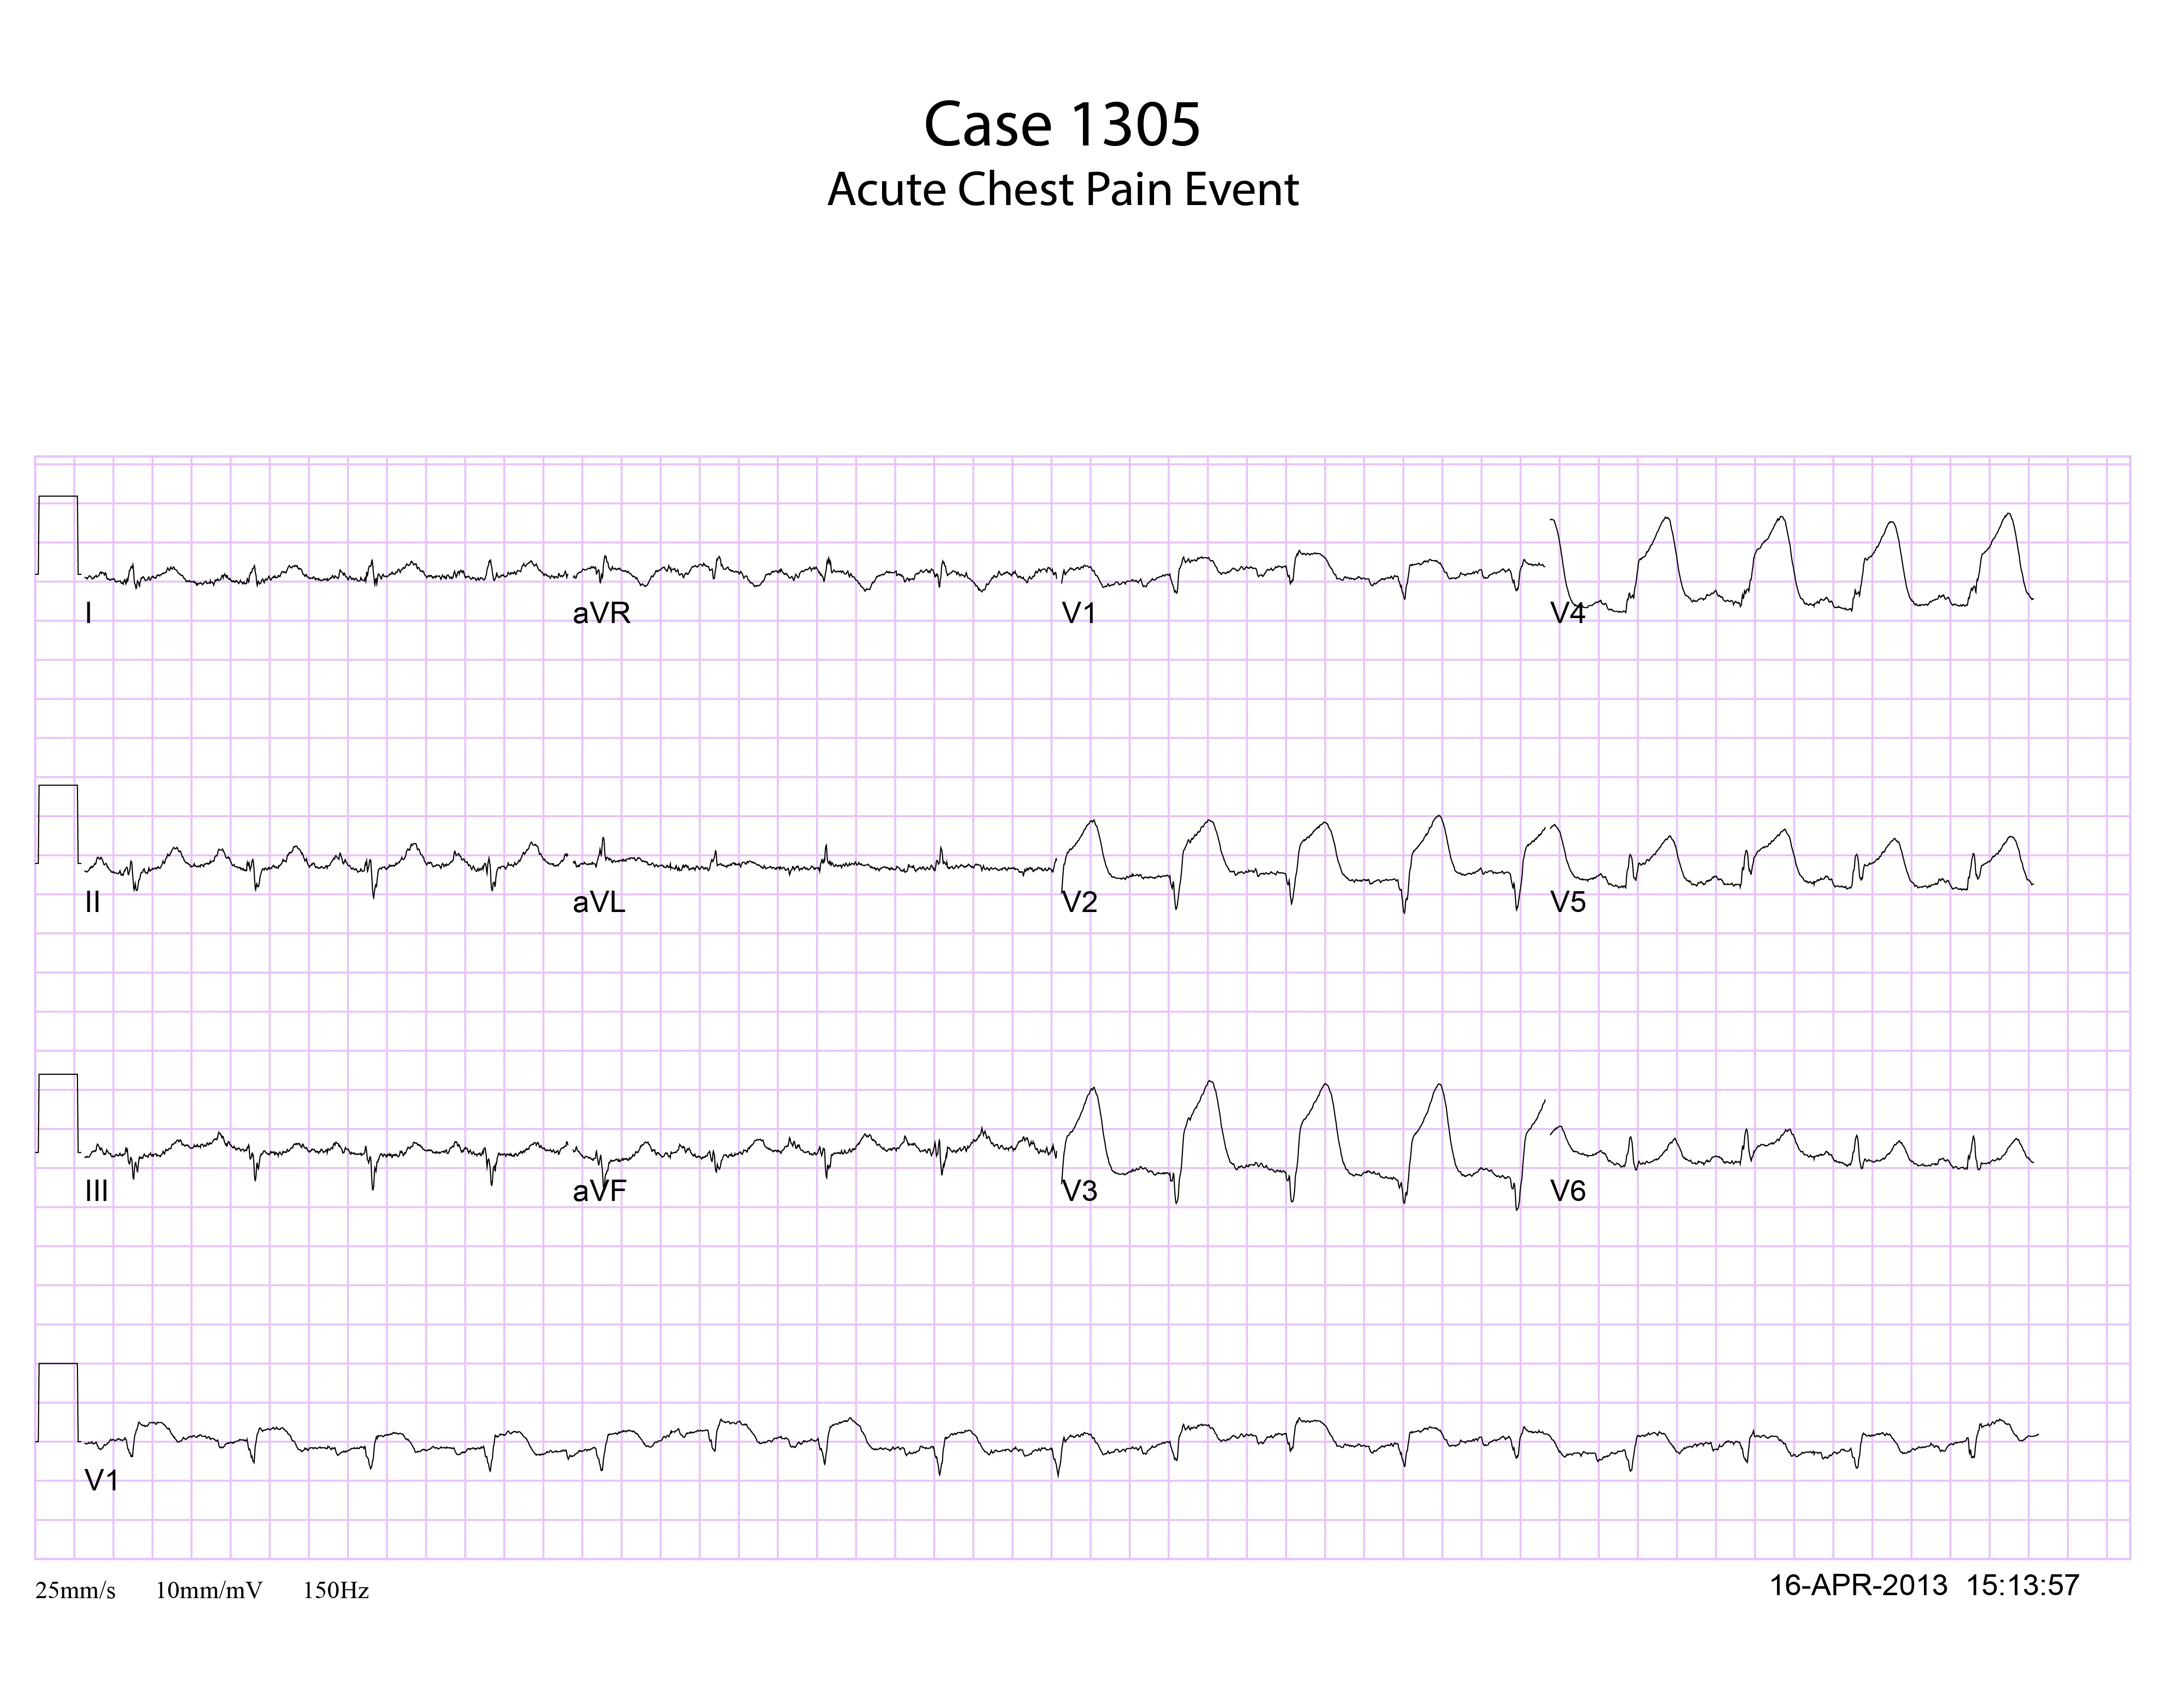 Case 1305
Acute Chest Pain Event
I aVR V1 V4
II aVL V2 V5
III aVF V3 V6
V1
25mm/s 10mm/mV 150Hz 16-APR-2013 15:13:57